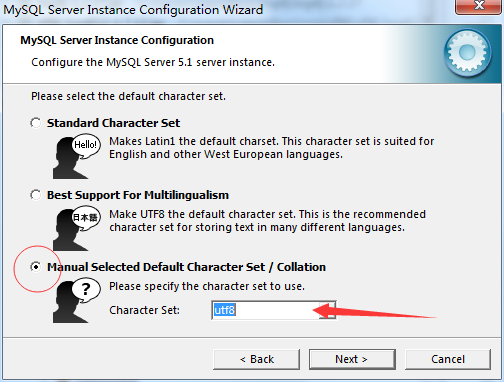 MySQL Server Instance Configuration Wizard
MySQL Server Instance Configuration
Configure the MySQL Server 5.1 server instance.
Please select the default character set.
Standard Character Set
Hello!
Makes Latin1 the default charset. This character set is suited for
English and other West European languages.
Best Support For Multilingualism
日本語
Make UTF8 the default character set. This is the recommended
character set for storing text in many different languages.
Manual Selected Default Character Set / Collation
?
Please specify the character set to use.
Character Set: utf8
< Back Next > Cancel